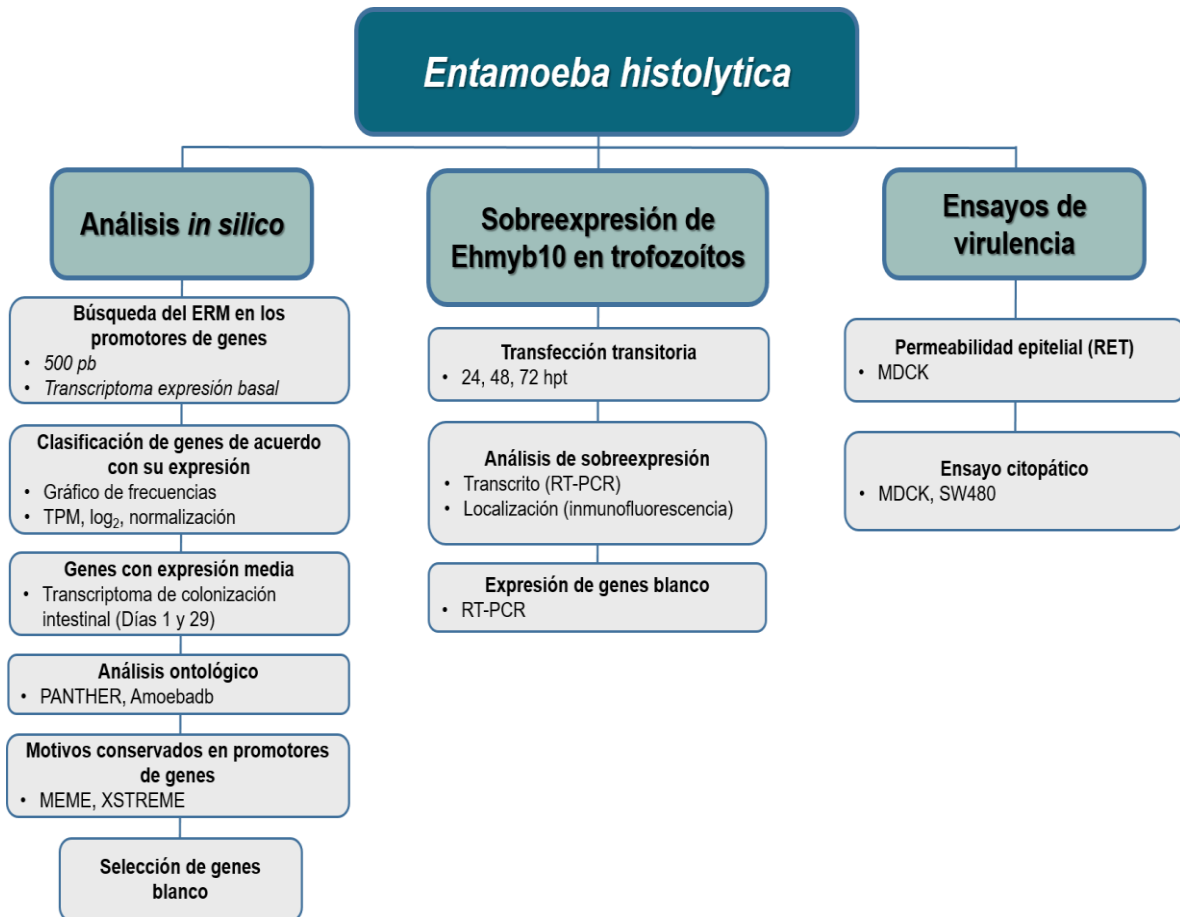 Entamoeba histolytica
Análisis in silico
Búsqueda del ERM en los
promotores de genes
• 500 pb
• Transcriptoma expresión basal
Clasificación de genes de acuerdo
con su expresión
• Gráfico de frecuencias
• TPM, log₂, normalización
Genes con expresión media
• Transcriptoma de colonización
intestinal (Días 1 y 29)
Análisis ontológico
• PANTHER, Amoebadb
Motivos conservados en promotores
de genes
• MEME, XSTREME
Selección de genes
blanco
Sobreexpresión de
Ehmyb10 en trofozoítos
Transfección transitoria
• 24, 48, 72 hpt
Análisis de sobreexpresión
• Transcrito (RT-PCR)
• Localización (inmunofluorescencia)
Expresión de genes blanco
• RT-PCR
Ensayos de
virulencia
Permeabilidad epitelial (RET)
• MDCK
Ensayo citopático
• MDCK, SW480